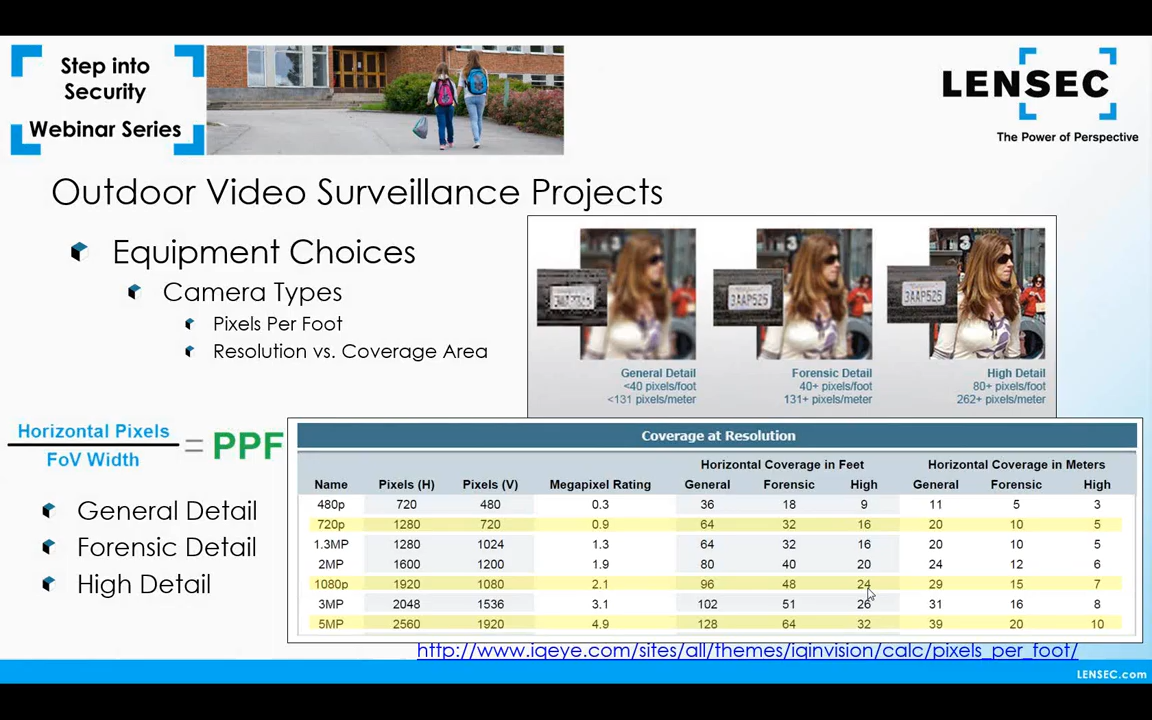 Step into
Security
Webinar Series
LENSEC
The Power of Perspective
Outdoor Video Surveillance Projects
Equipment Choices
Camera Types
Pixels Per Foot
Resolution vs. Coverage Area
3AAP525
3AAP525
General Detail
<40 pixels/foot
<131 pixels/meter
Forensic Detail
40+ pixels/foot
131+ pixels/meter
High Detail
80+ pixels/foot
262+ pixels/meter
Horizontal Pixels
FoV Width
= PPF
General Detail
Forensic Detail
High Detail
Coverage at Resolution
Horizontal Coverage in Feet Horizontal Coverage in Meters
Name Pixels (H) Pixels (V) Megapixel Rating General Forensic High General Forensic High
480p 720 480 0.3 36 18 9 11 5 3
720p 1280 720 0.9 64 32 16 20 10 5
1.3MP 1280 1024 1.3 64 32 16 20 10 5
2MP 1600 1200 1.9 80 40 20 24 12 6
1080p 1920 1080 2.1 96 48 24 29 15 7
3MP 2048 1536 3.1 102 51 26 31 16 8
5MP 2560 1920 4.9 128 64 32 39 20 10
http://www.iqeye.com/sites/all/themes/iqinvision/calc/pixels_per_foot/
LENSEC.com